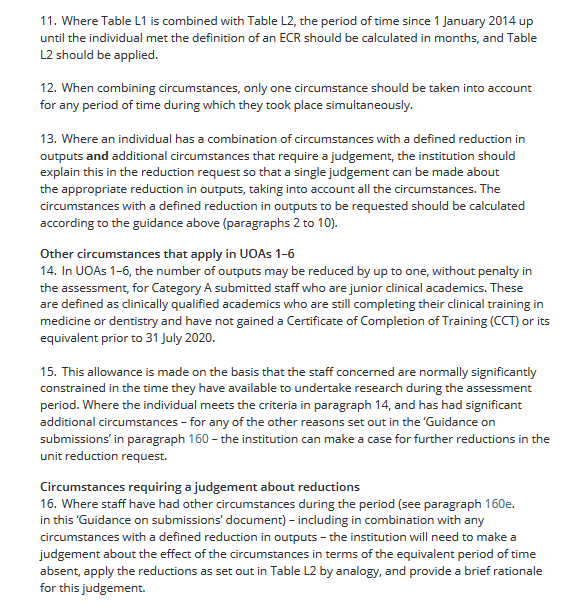 11. Where Table L1 is combined with Table L2, the period of time since 1 January 2014 up
until the individual met the definition of an ECR should be calculated in months, and Table
L2 should be applied.
12. When combining circumstances, only one circumstance should be taken into account
for any period of time during which they took place simultaneously.
13. Where an individual has a combination of circumstances with a defined reduction in
outputs and additional circumstances that require a judgement, the institution should
explain this in the reduction request so that a single judgement can be made about
the appropriate reduction in outputs, taking into account all the circumstances. The
circumstances with a defined reduction in outputs to be requested should be calculated
according to the guidance above (paragraphs 2 to 10).
Other circumstances that apply in UOAs 1–6
14. In UOAs 1–6, the number of outputs may be reduced by up to one, without penalty in
the assessment, for Category A submitted staff who are junior clinical academics. These
are defined as clinically qualified academics who are still completing their clinical training in
medicine or dentistry and have not gained a Certificate of Completion of Training (CCT) or its
equivalent prior to 31 July 2020.
15. This allowance is made on the basis that the staff concerned are normally significantly
constrained in the time they have available to undertake research during the assessment
period. Where the individual meets the criteria in paragraph 14, and has had significant
additional circumstances – for any of the other reasons set out in the ‘Guidance on
submissions’ in paragraph 160 – the institution can make a case for further reductions in the
unit reduction request.
Circumstances requiring a judgement about reductions
16. Where staff have had other circumstances during the period (see paragraph 160e.
in this ‘Guidance on submissions’ document) – including in combination with any
circumstances with a defined reduction in outputs – the institution will need to make a
judgement about the effect of the circumstances in terms of the equivalent period of time
absent, apply the reductions as set out in Table L2 by analogy, and provide a brief rationale
for this judgement.